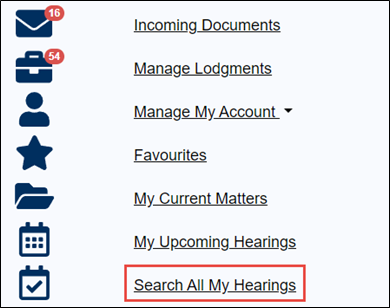 16
Incoming Documents
54
Manage Lodgments
Manage My Account
Favourites
My Current Matters
My Upcoming Hearings
Search All My Hearings